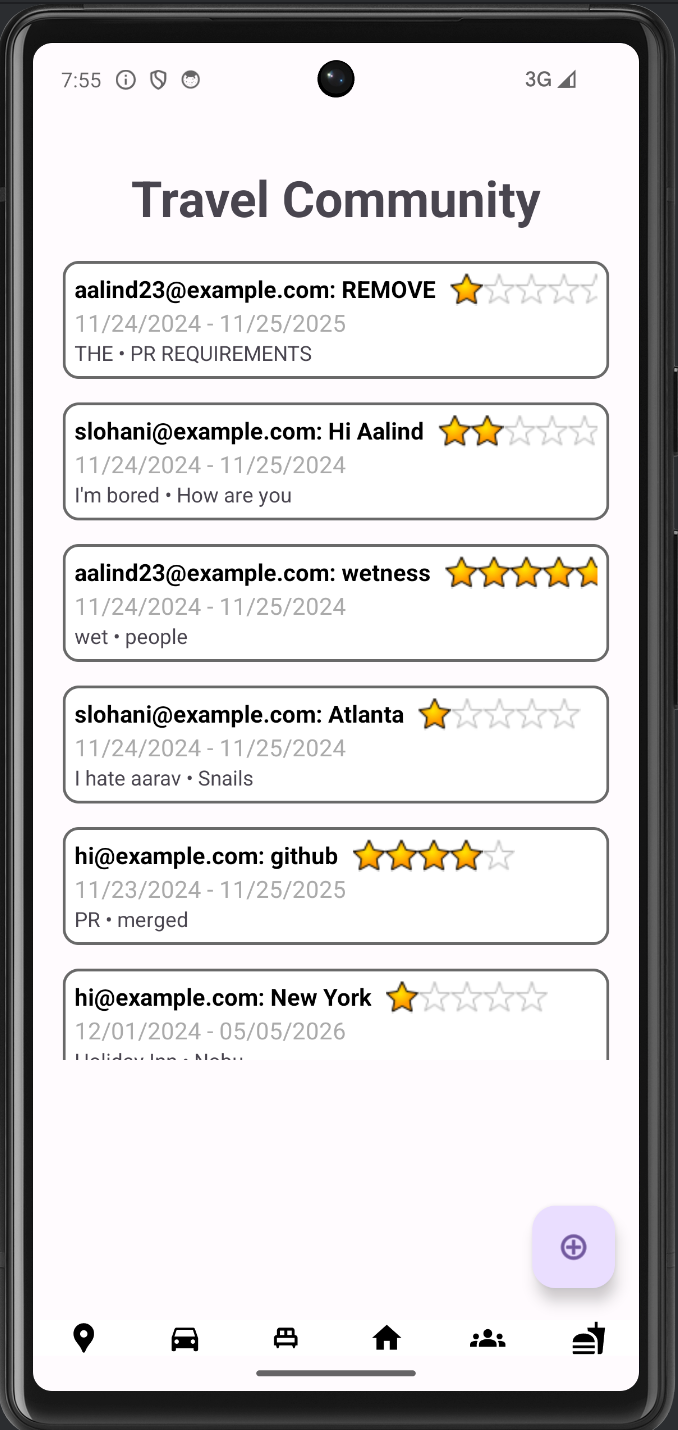 7:55 3G
Travel Community
aalind23@example.com: REMOVE
11/24/2024 - 11/25/2025
THE • PR REQUIREMENTS
slohani@example.com: Hi Aalind
11/24/2024 - 11/25/2024
I'm bored • How are you
aalind23@example.com: wetness
11/24/2024 - 11/25/2024
wet • people
slohani@example.com: Atlanta
11/24/2024 - 11/25/2024
I hate aarav • Snails
hi@example.com: github
11/23/2024 - 11/25/2025
PR • merged
hi@example.com: New York
12/01/2024 - 05/05/2026
Holiday Inn • Nobu